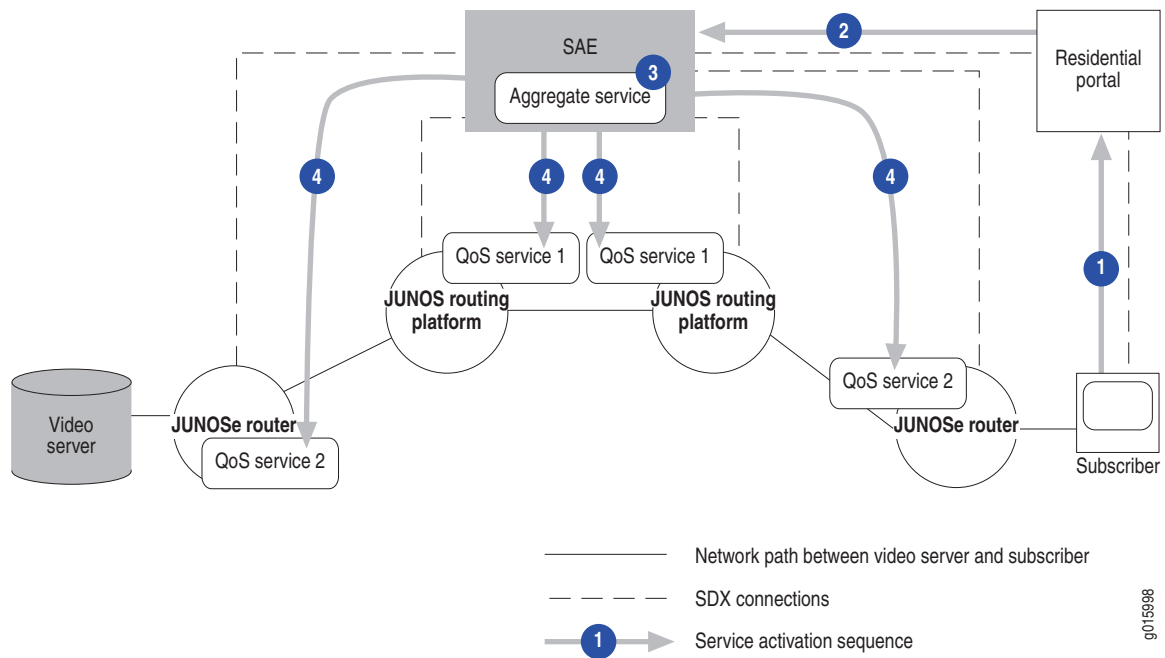 SAE
2
3
Aggregate service
Residential
portal
4
4
4
4
1
QoS service 1
QoS service 1
JUNOS routing
platform
JUNOS routing
platform
QoS service 2
Video
server
JUNOSe router
QoS service 2
JUNOSe router
Subscriber
Network path between video server and subscriber
SDX connections
1
Service activation sequence
g015998